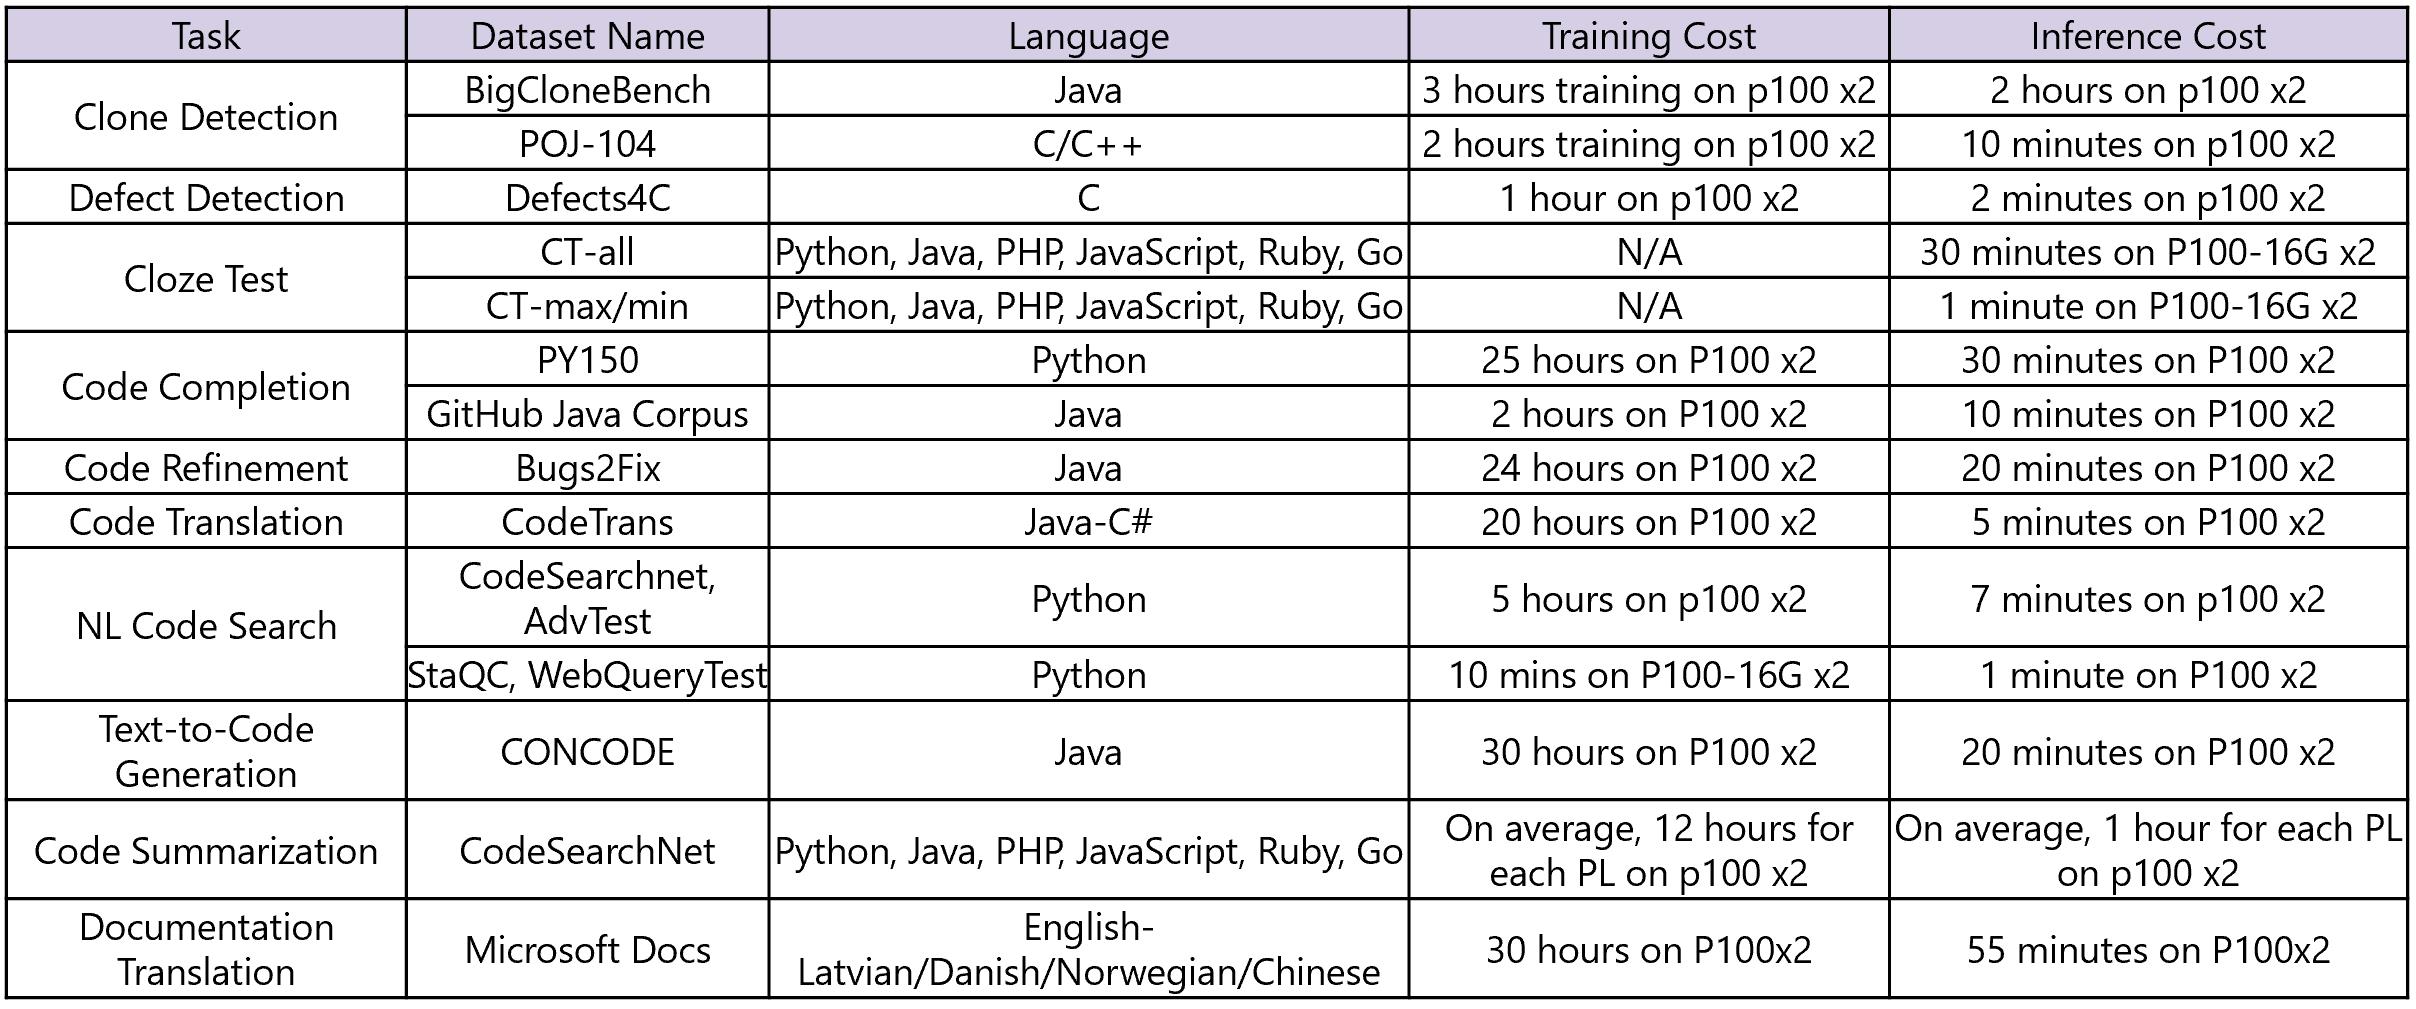 Task Dataset Name Language Training Cost Inference Cost
Clone Detection
BigCloneBench Java 3 hours training on p100 x2 2 hours on p100 x2
POJ-104 C/C++ 2 hours training on p100 x2 10 minutes on p100 x2
Defect Detection Defects4C C 1 hour on p100 x2 2 minutes on p100 x2
Cloze Test
CT-all Python, Java, PHP, JavaScript, Ruby, Go N/A 30 minutes on P100-16G x2
CT-max/min Python, Java, PHP, JavaScript, Ruby, Go N/A 1 minute on P100-16G x2
Code Completion
PY150 Python 25 hours on P100 x2 30 minutes on P100 x2
GitHub Java Corpus Java 2 hours on P100 x2 10 minutes on P100 x2
Code Refinement Bugs2Fix Java 24 hours on P100 x2 20 minutes on P100 x2
Code Translation CodeTrans Java-C# 20 hours on P100 x2 5 minutes on P100 x2
NL Code Search
CodeSearchnet,
AdvTest
Python 5 hours on p100 x2 7 minutes on p100 x2
StaQC, WebQueryTest Python 10 mins on P100-16G x2 1 minute on P100 x2
Text-to-Code
Generation
CONCODE Java 30 hours on P100 x2 20 minutes on P100 x2
Code Summarization CodeSearchNet Python, Java, PHP, JavaScript, Ruby, Go
On average, 12 hours for
each PL on p100 x2
On average, 1 hour for each PL
on p100 x2
Documentation
Translation
Microsoft Docs
English-
Latvian/Danish/Norwegian/Chinese
30 hours on P100x2 55 minutes on P100x2